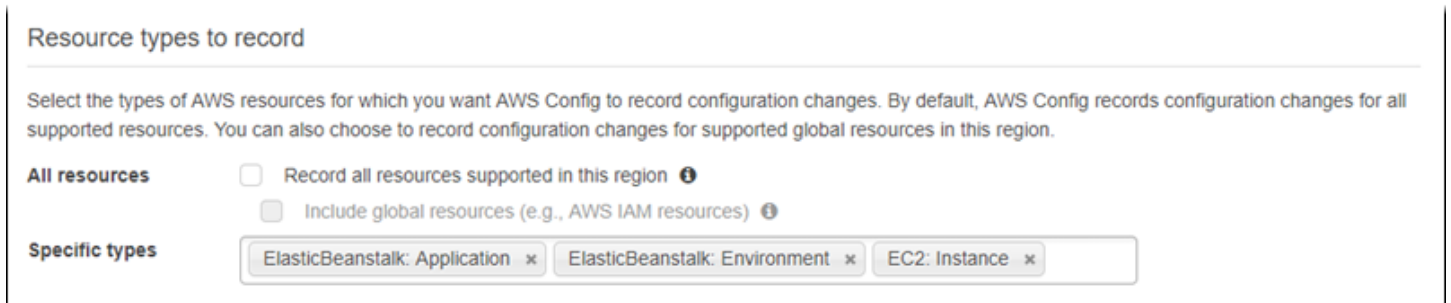 Resource types to record
Select the types of AWS resources for which you want AWS Config to record configuration changes. By default, AWS Config records configuration changes for all
supported resources. You can also choose to record configuration changes for supported global resources in this region.
All resources Record all resources supported in this region
Include global resources (e.g., AWS IAM resources)
Specific types ElasticBeanstalk: Application × ElasticBeanstalk: Environment × EC2: Instance ×